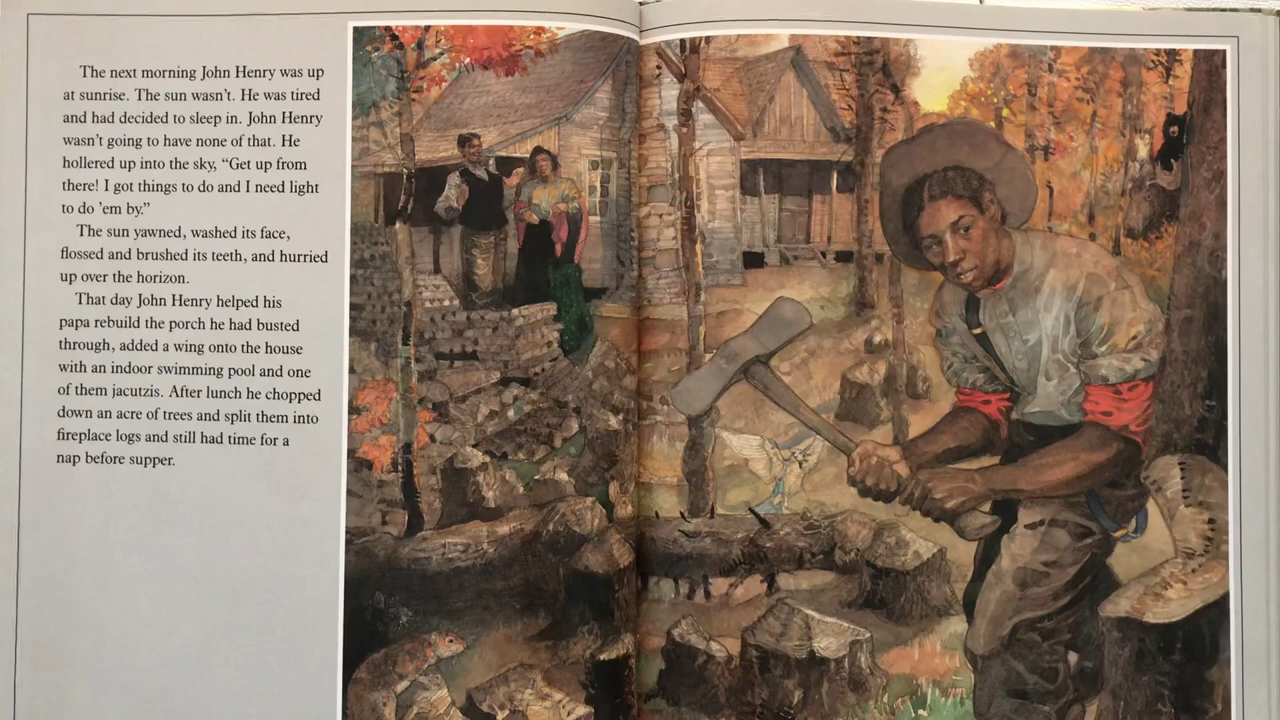 The next morning John Henry was up
at sunrise. The sun wasn't. He was tired
and had decided to sleep in. John Henry
wasn't going to have none of that. He
hollered up into the sky, “Get up from
there! I got things to do and I need light
to do ’em by.”
The sun yawned, washed its face,
flossed and brushed its teeth, and hurried
up over the horizon.
That day John Henry helped his
papa rebuild the porch he had busted
through, added a wing onto the house
with an indoor swimming pool and one
of them jacutzis. After lunch he chopped
down an acre of trees and split them into
fireplace logs and still had time for a
nap before supper.